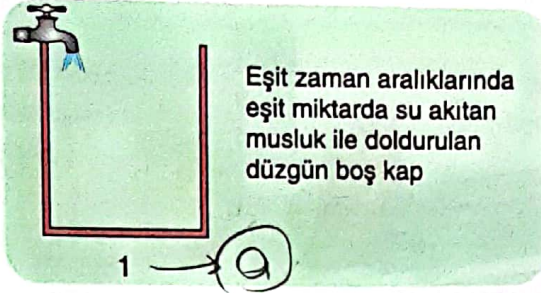 Eşit zaman aralıklarında
eşit miktarda su akıtan
musluk ile doldurulan
düzgün boş kap
1 → a